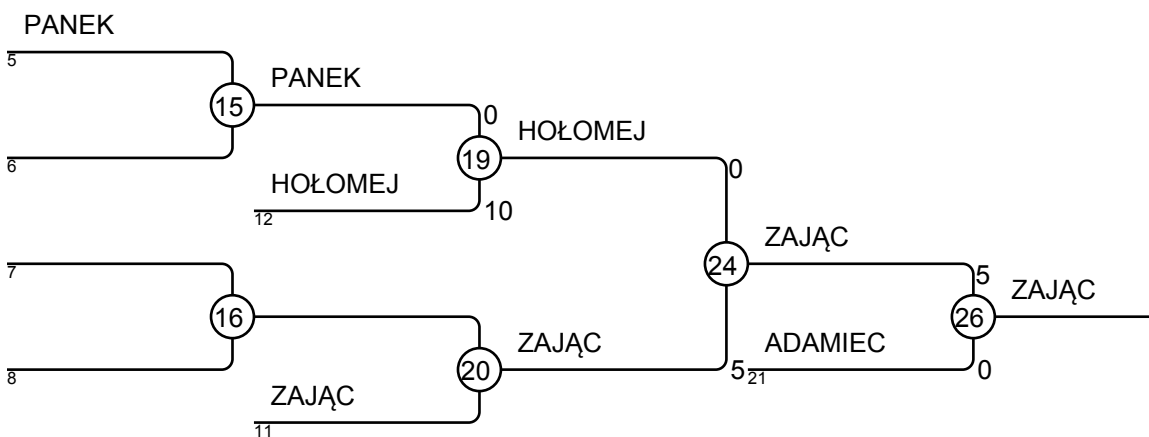 PANEK
5
15
PANEK
0
6
19
HOŁOMEJ
0
HOŁOMEJ
12
10
7
24
ZAJĄC
5
16
26
ZAJĄC
8
20
ZAJĄC
5
21
ADAMIEC
0
ZAJĄC
11